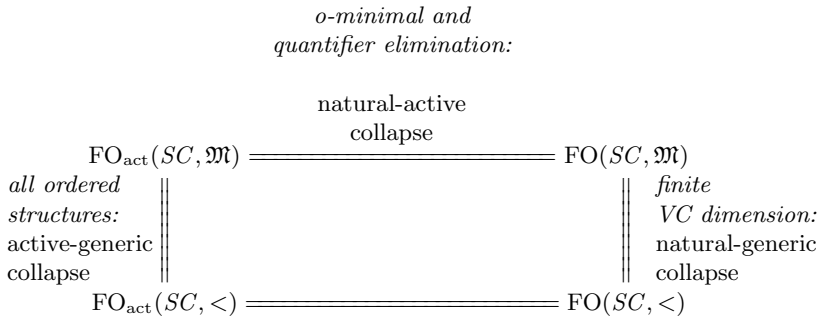 o-minimal and
quantifier elimination:
natural-active
collapse
FO_act(SC, 𝔐) FO(SC, 𝔐)
all ordered
structures:
active-generic
collapse
finite
VC dimension:
natural-generic
collapse
FO_act(SC, <) FO(SC, <)